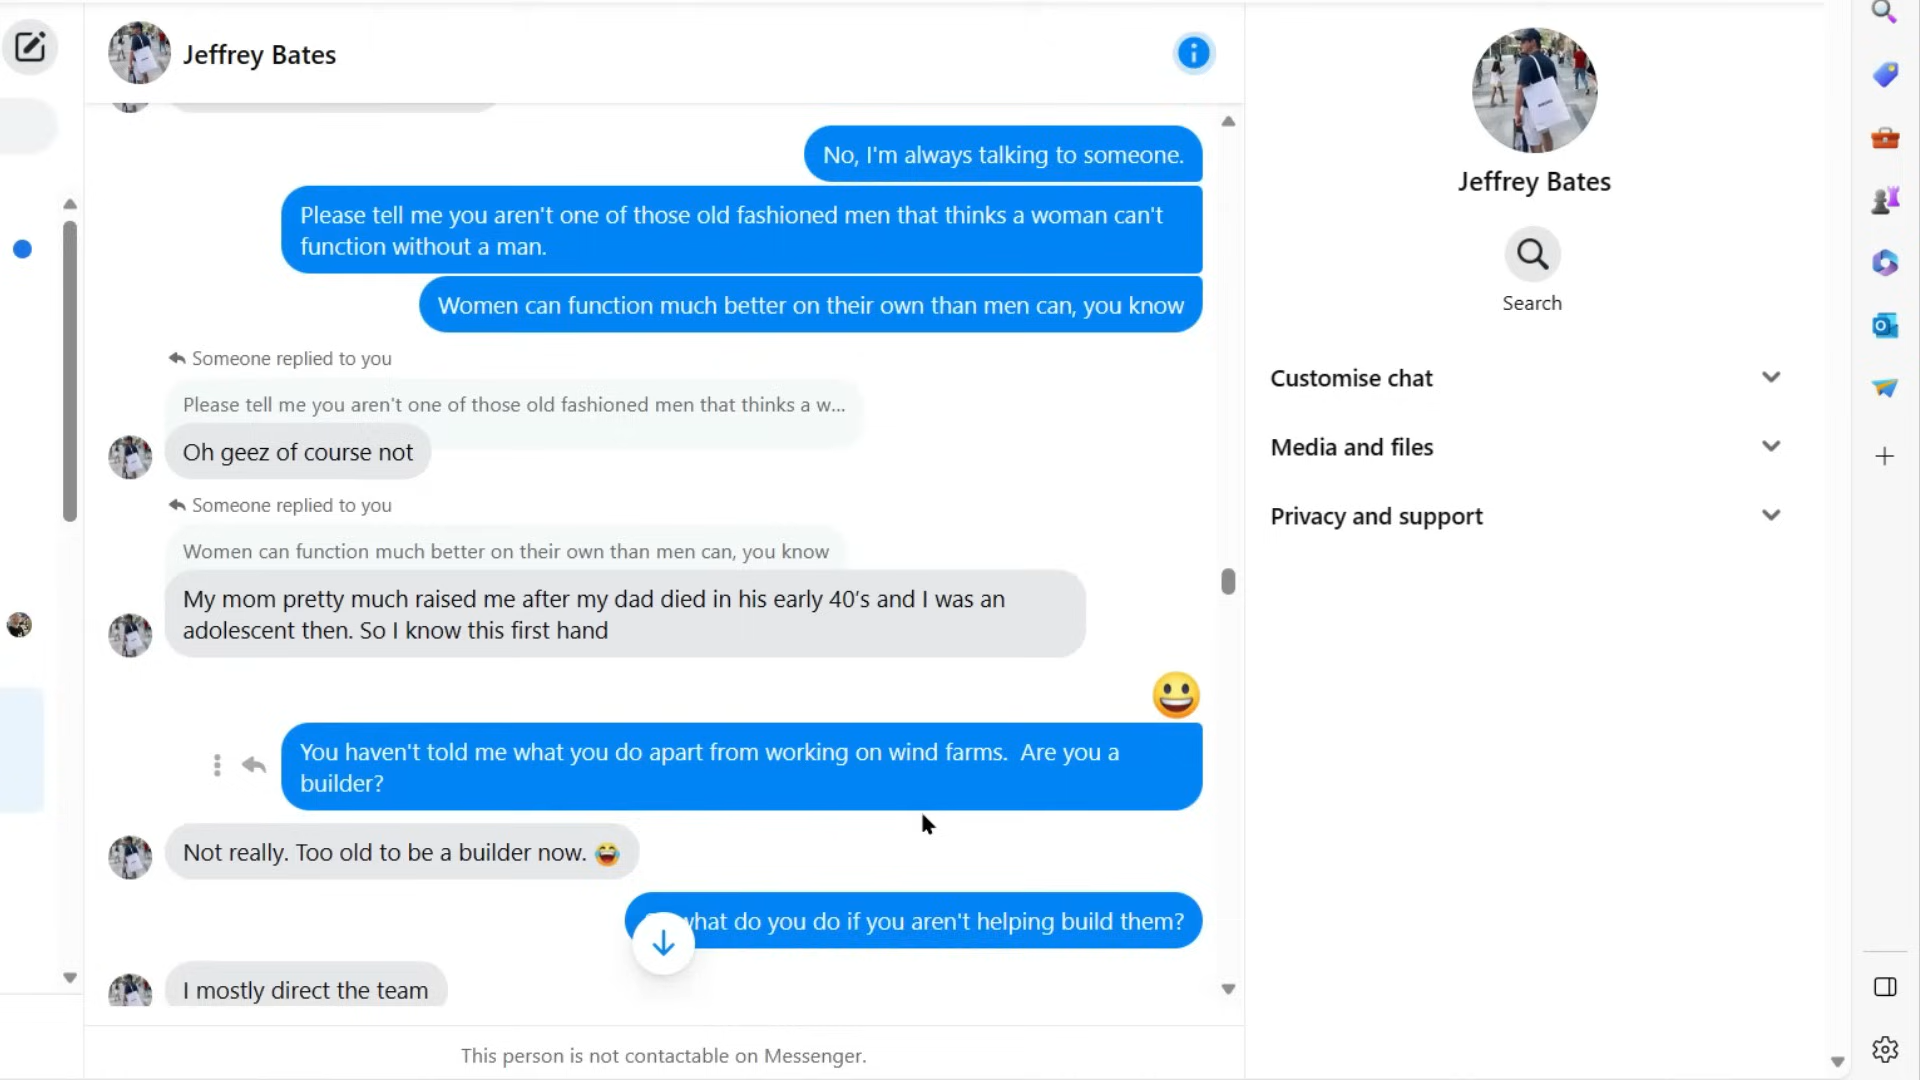 Jeffrey Bates
No, I'm always talking to someone.
Please tell me you aren't one of those old fashioned men that thinks a woman can't
function without a man.
Women can function much better on their own than men can, you know
Someone replied to you
Please tell me you aren't one of those old fashioned men that thinks a w...
Oh geez of course not
Someone replied to you
Women can function much better on their own than men can, you know
My mom pretty much raised me after my dad died in his early 40's and I was an
adolescent then. So I know this first hand
😀
You haven't told me what you do apart from working on wind farms.  Are you a
builder?
Not really. Too old to be a builder now. 😂
what do you do if you aren't helping build them?
I mostly direct the team
This person is not contactable on Messenger.
Jeffrey Bates
Search
Customise chat
Media and files
Privacy and support